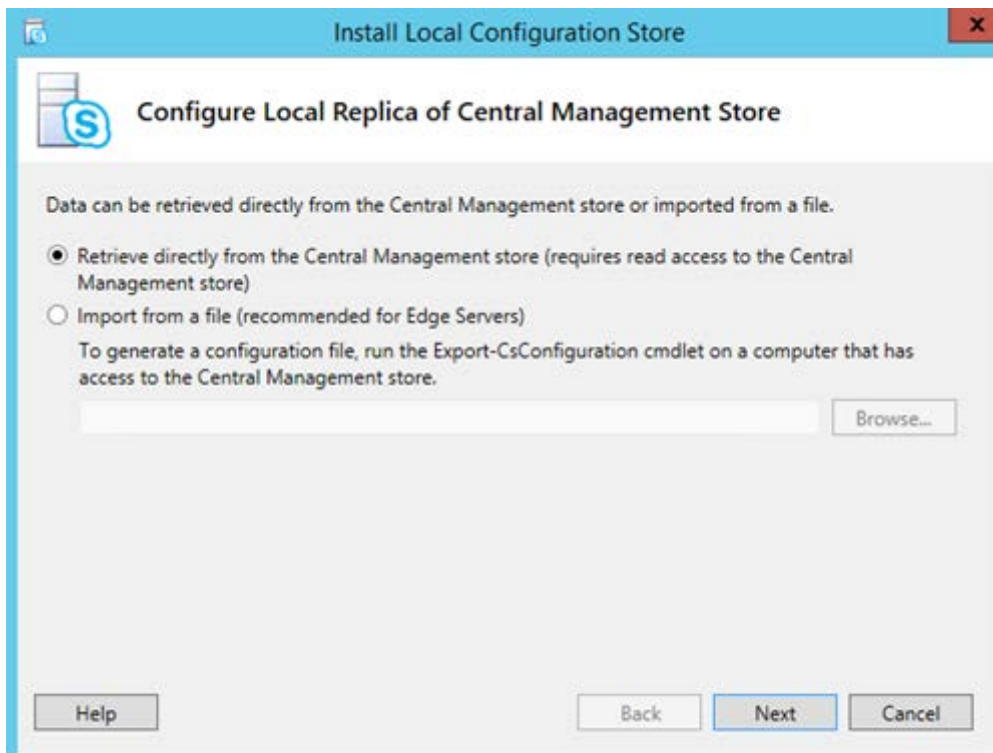 Install Local Configuration Store
x
S
Configure Local Replica of Central Management Store
Data can be retrieved directly from the Central Management store or imported from a file.
Retrieve directly from the Central Management store (requires read access to the Central
Management store)
Import from a file (recommended for Edge Servers)
To generate a configuration file, run the Export-CsConfiguration cmdlet on a computer that has
access to the Central Management store.
Browse...
Help
Back
Next
Cancel